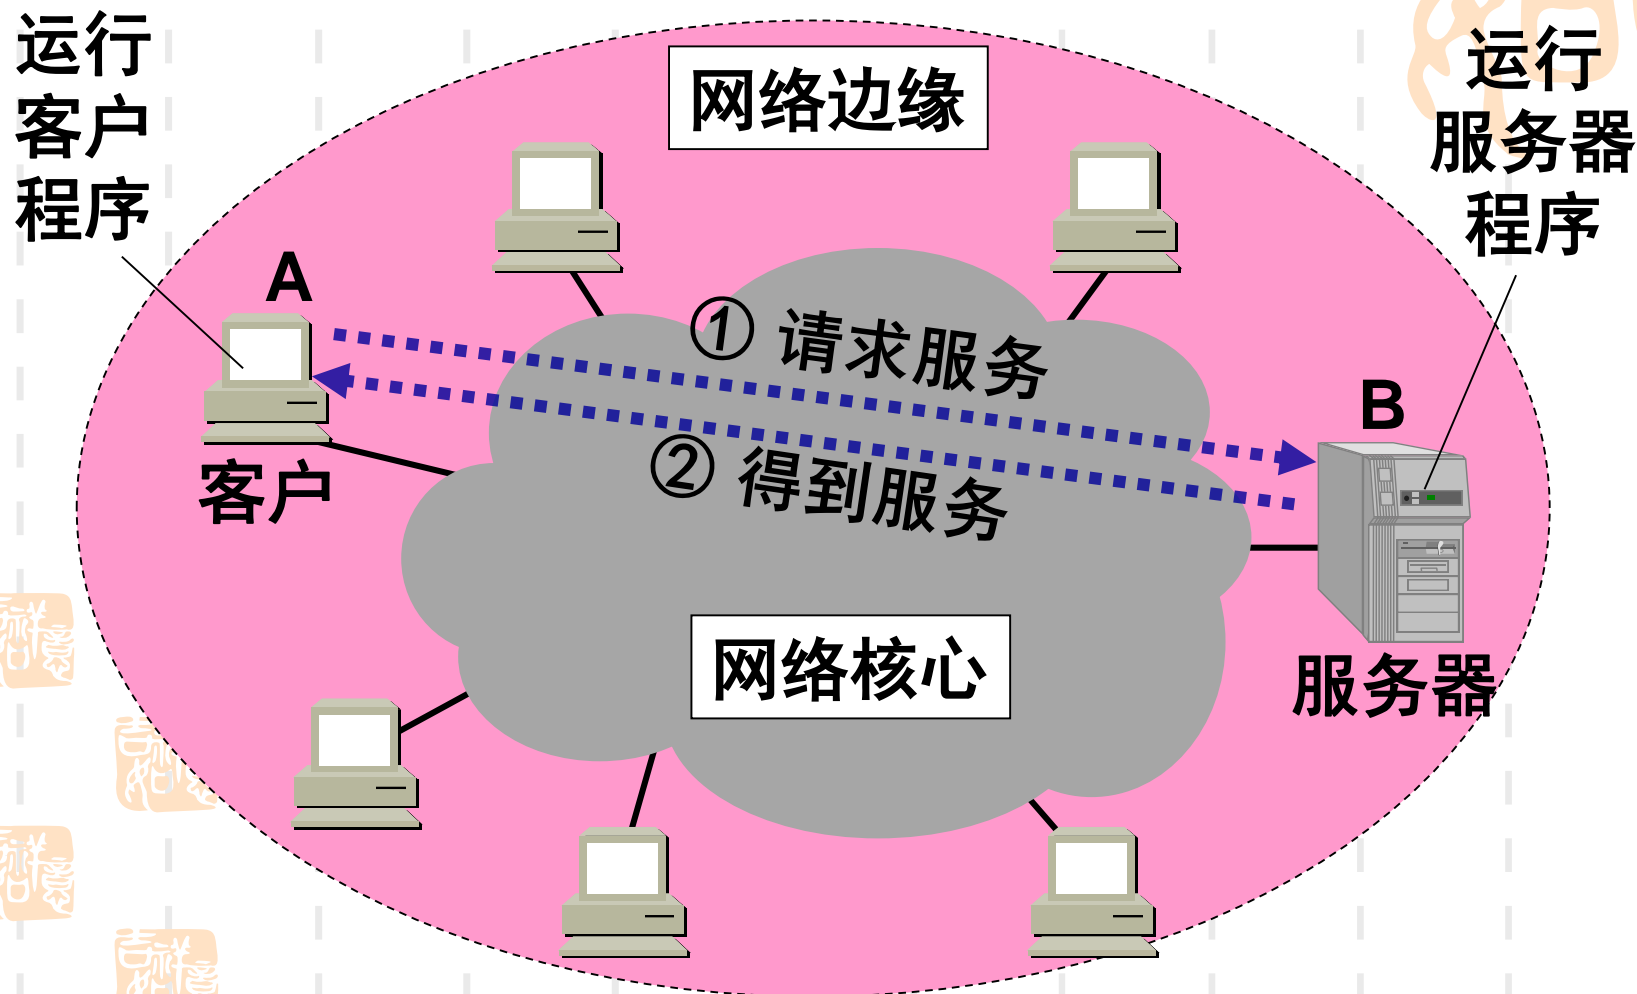 运行
客户
程序
网络边缘
运行
服务器
程序
A
① 请求服务
B
② 得到服务
客户
网络核心
服务器